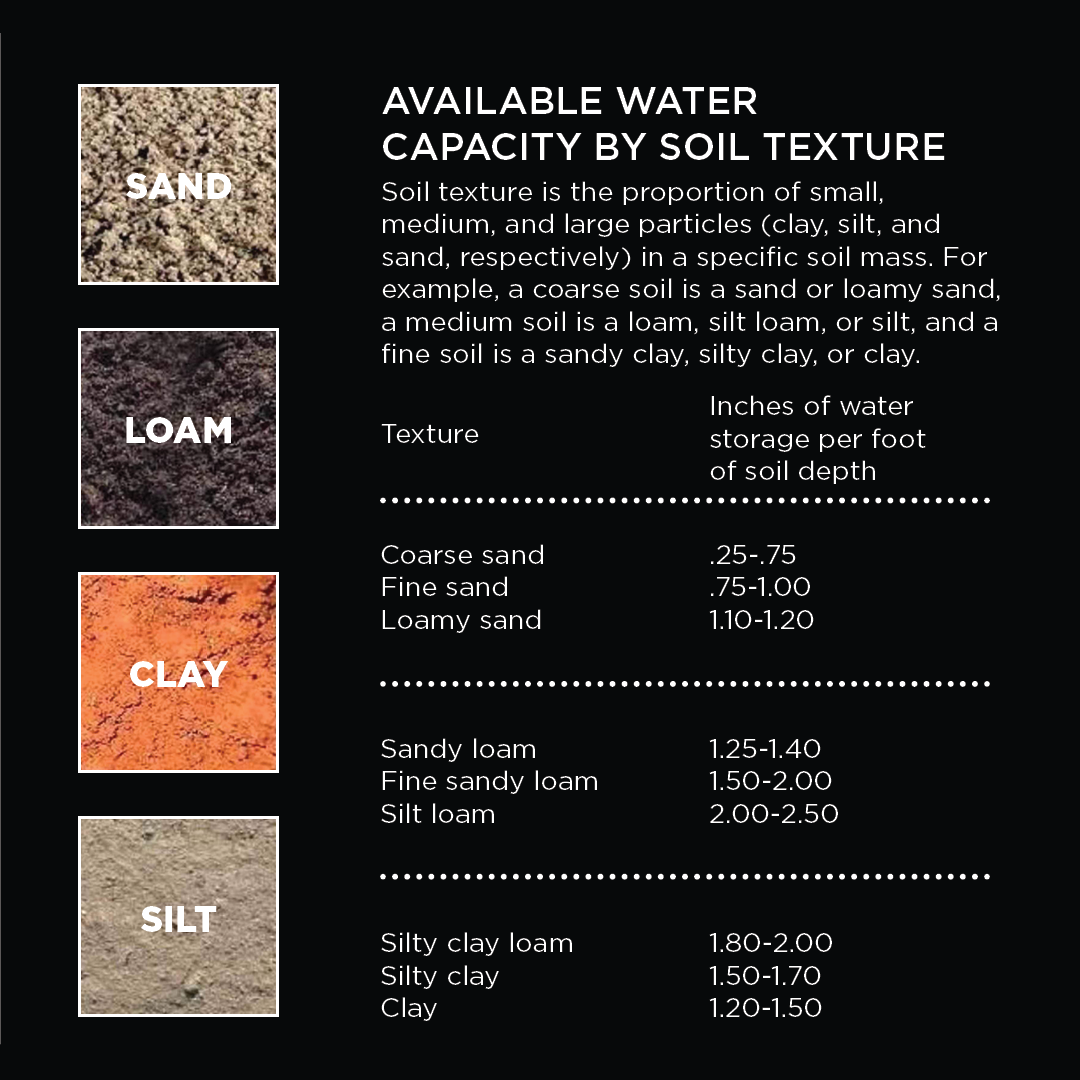 SAND
LOAM
CLAY
SILT
AVAILABLE WATER
CAPACITY BY SOIL TEXTURE
Soil texture is the proportion of small,
medium, and large particles (clay, silt, and
sand, respectively) in a specific soil mass. For
example, a coarse soil is a sand or loamy sand,
a medium soil is a loam, silt loam, or silt, and a
fine soil is a sandy clay, silty clay, or clay.
Texture
Inches of water
storage per foot
of soil depth
Coarse sand .25-.75
Fine sand .75-1.00
Loamy sand 1.10-1.20
Sandy loam 1.25-1.40
Fine sandy loam 1.50-2.00
Silt loam 2.00-2.50
Silty clay loam 1.80-2.00
Silty clay 1.50-1.70
Clay 1.20-1.50